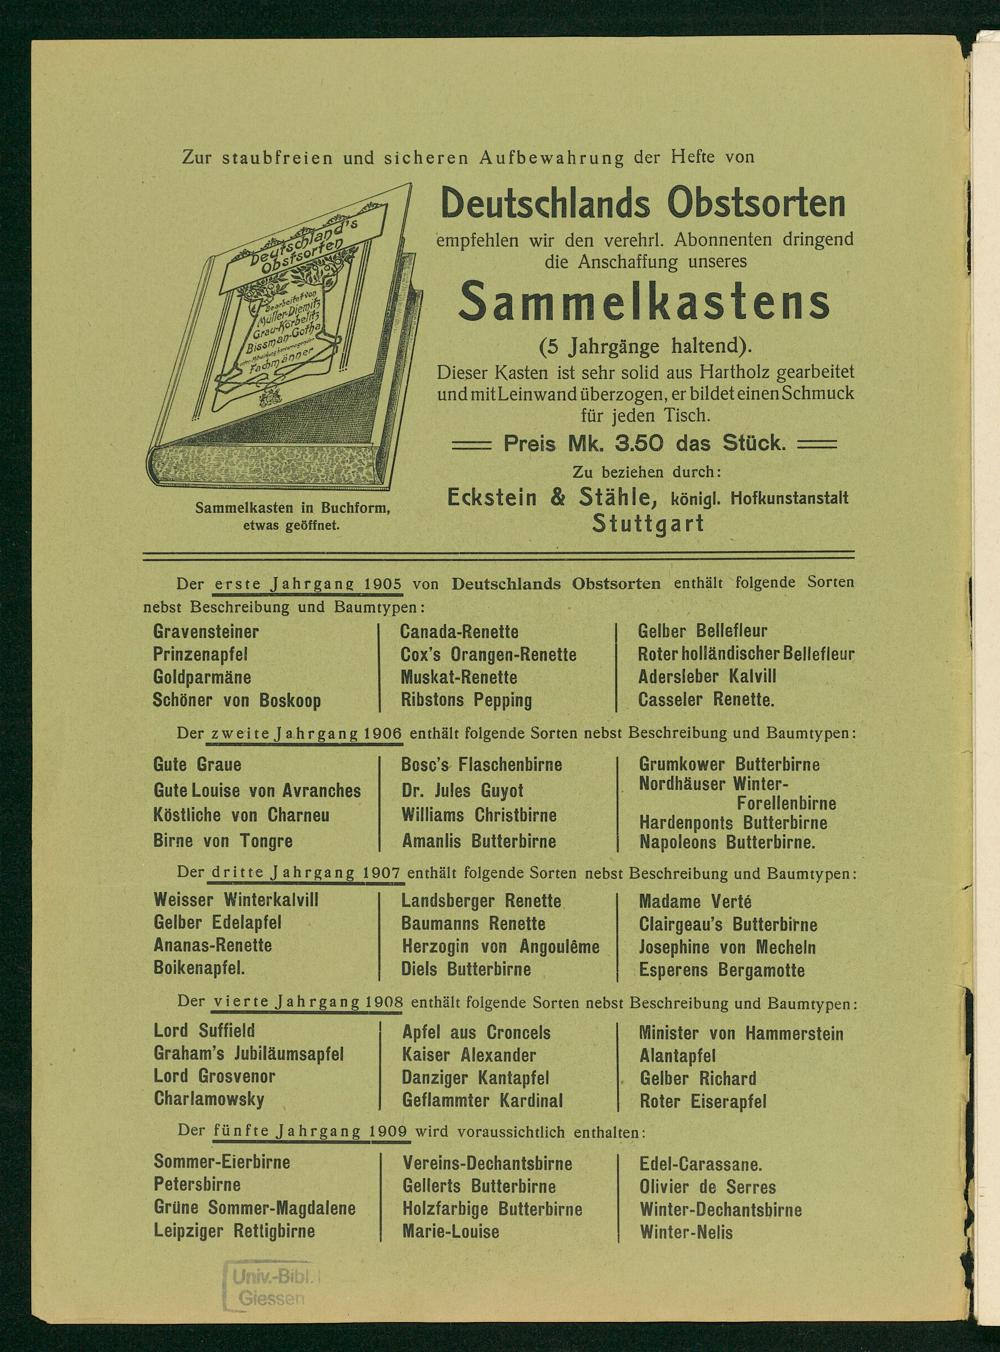 Zur staubfreien und sicheren Aufbewahrung der Hefte von
Deutschland's
Obstsorten
Bearbeitet von
Müller-Diemitz
Grau-Körbelitz
Bissman-Gotha
Fachmänner
Sammelkasten in Buchform,
etwas geöffnet.
Deutschlands Obstsorten
empfehlen wir den verehrl. Abonnenten dringend
die Anschaffung unseres
Sammelkastens
(5 Jahrgänge haltend).
Dieser Kasten ist sehr solid aus Hartholz gearbeitet
und mit Leinwand überzogen, er bildet einen Schmuck
für jeden Tisch.
Preis Mk. 3.50 das Stück.
Zu beziehen durch:
Eckstein & Stähle, königl. Hofkunstanstalt
Stuttgart
Der erste Jahrgang 1905 von Deutschlands Obstsorten enthält folgende Sorten
nebst Beschreibung und Baumtypen:
Gravensteiner
Prinzenapfel
Goldparmäne
Schöner von Boskoop
Canada-Renette
Cox's Orangen-Renette
Muskat-Renette
Ribstons Pepping
Gelber Bellefleur
Roter holländischer Bellefleur
Adersleber Kalvill
Casseler Renette.
Der zweite Jahrgang 1906 enthält folgende Sorten nebst Beschreibung und Baumtypen:
Gute Graue
Gute Louise von Avranches
Köstliche von Charneu
Birne von Tongre
Bosc's Flaschenbirne
Dr. Jules Guyot
Williams Christbirne
Amanlis Butterbirne
Grumkower Butterbirne
Nordhäuser Winter-
Forellenbirne
Hardenponts Butterbirne
Napoleons Butterbirne.
Der dritte Jahrgang 1907 enthält folgende Sorten nebst Beschreibung und Baumtypen:
Weisser Winterkalvill
Gelber Edelapfel
Ananas-Renette
Boikenapfel.
Landsberger Renette
Baumanns Renette
Herzogin von Angoulême
Diels Butterbirne
Madame Verté
Clairgeau's Butterbirne
Josephine von Mecheln
Esperens Bergamotte
Der vierte Jahrgang 1908 enthält folgende Sorten nebst Beschreibung und Baumtypen:
Lord Suffield
Graham's Jubiläumsapfel
Lord Grosvenor
Charlamowsky
Apfel aus Croncels
Kaiser Alexander
Danziger Kantapfel
Geflammter Kardinal
Minister von Hammerstein
Alantapfel
Gelber Richard
Roter Eiserapfel
Der fünfte Jahrgang 1909 wird voraussichtlich enthalten:
Sommer-Eierbirne
Petersbirne
Grüne Sommer-Magdalene
Leipziger Rettigbirne
Vereins-Dechantsbirne
Gellerts Butterbirne
Holzfarbige Butterbirne
Marie-Louise
Edel-Carassane.
Olivier de Serres
Winter-Dechantsbirne
Winter-Nelis
Univ.-Bibl.
Giessen